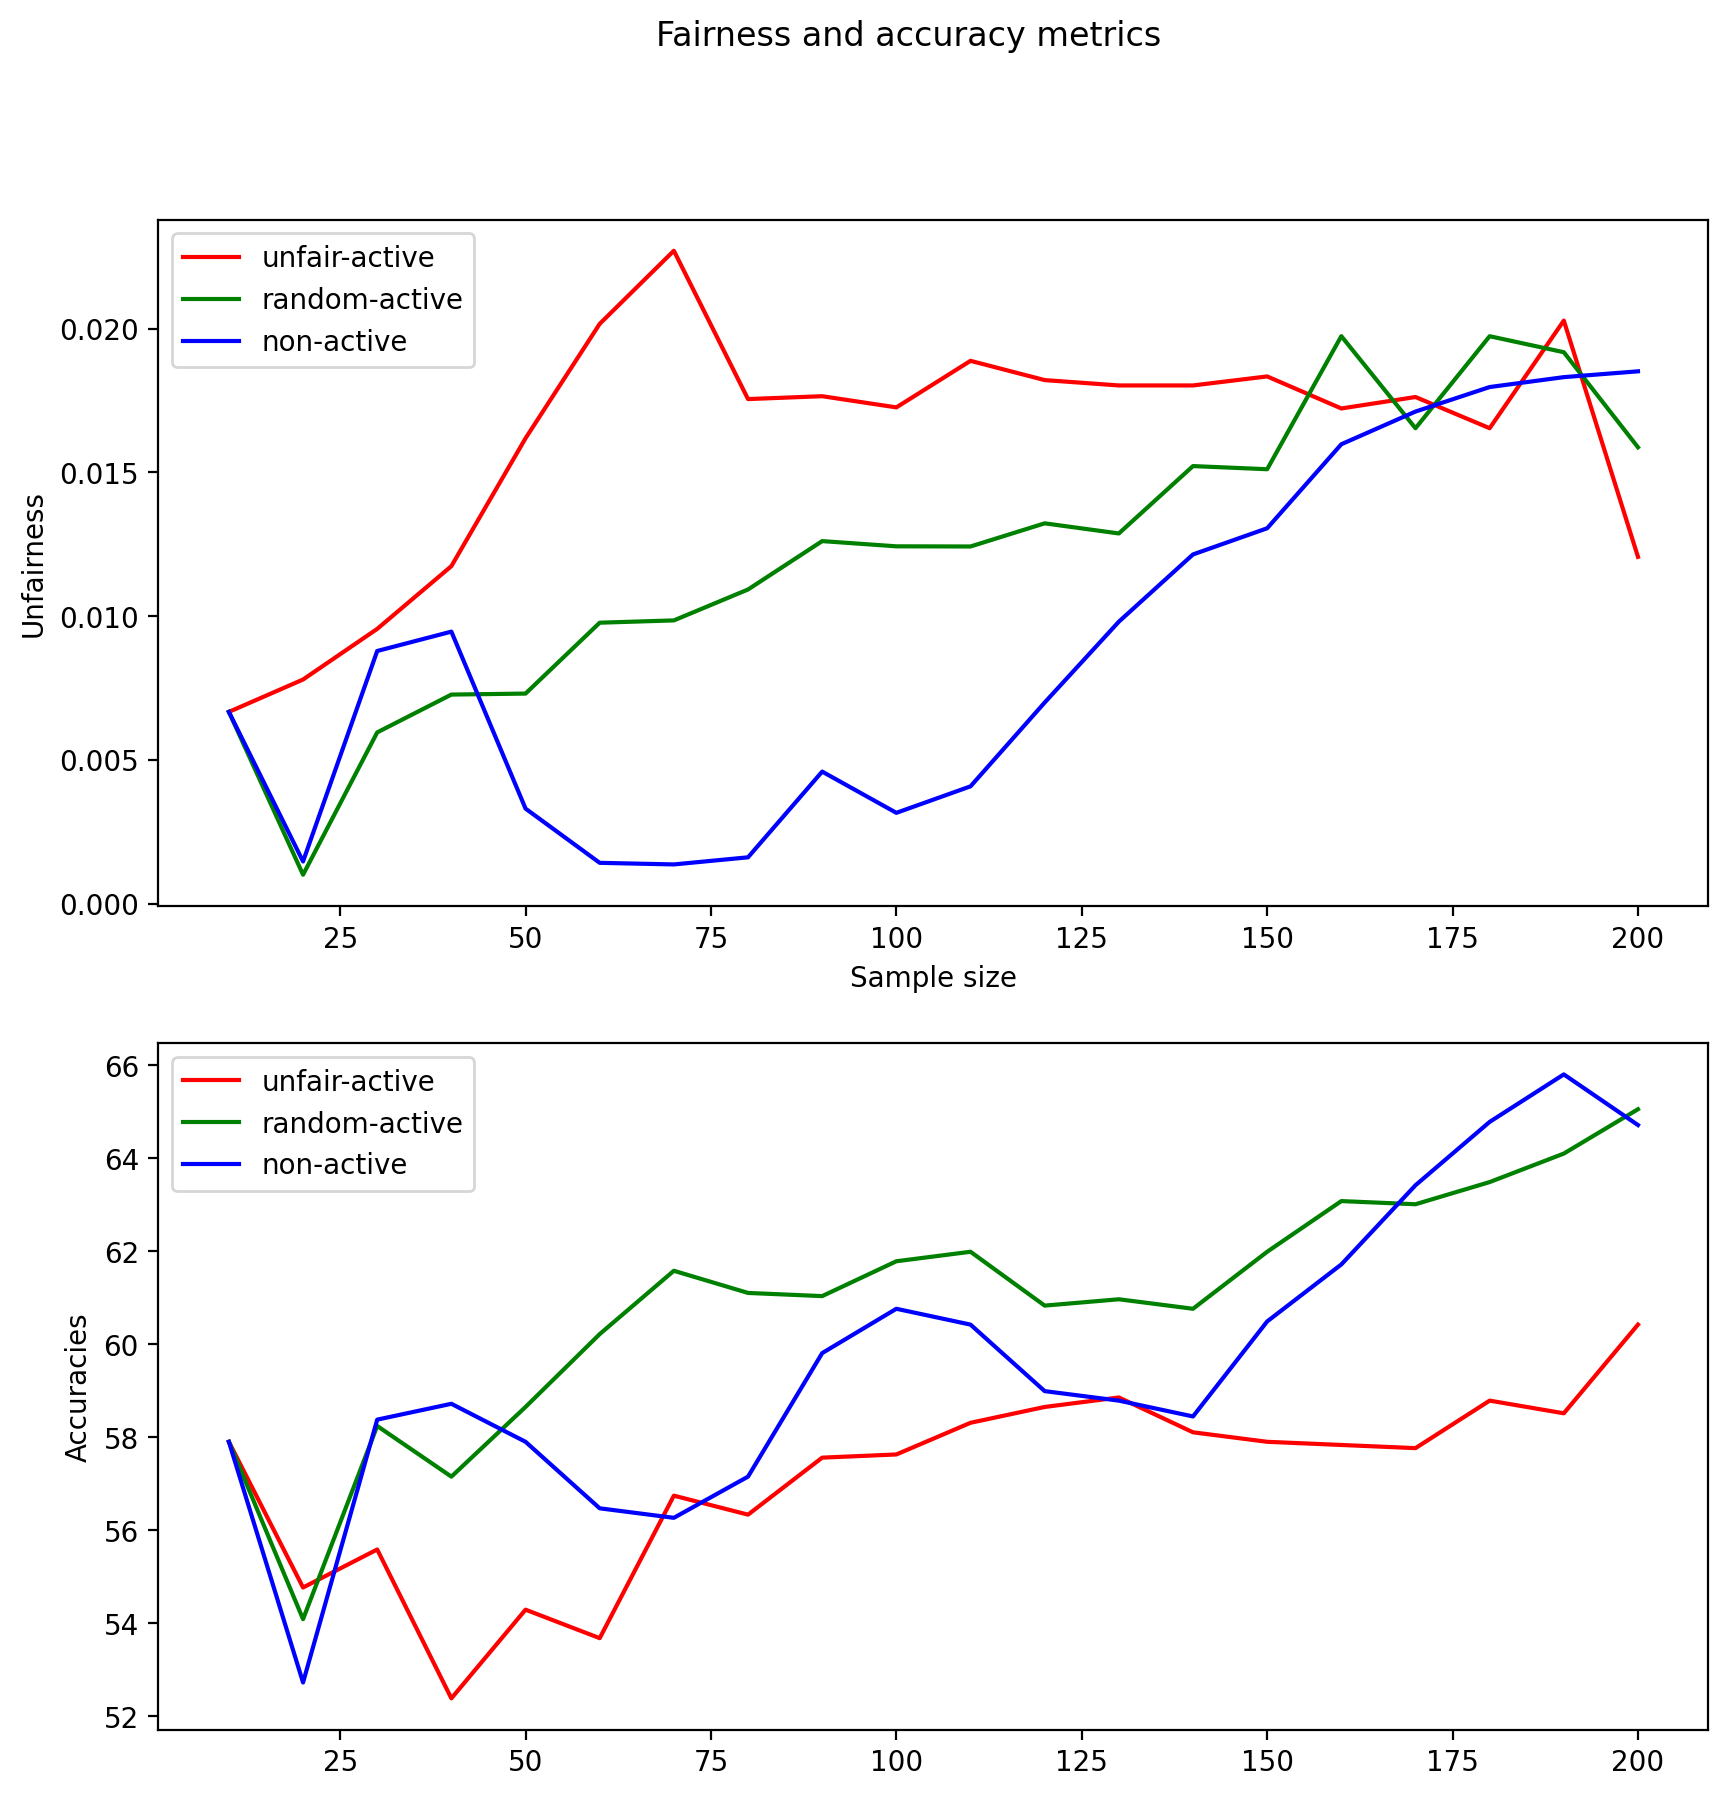 Fairness and accuracy metrics
unfair-active
random-active
non-active
0.020
0.015
0.010
0.005
0.000
Unfairness
25 50 75 100 125 150 175 200
Sample size
unfair-active
random-active
non-active
66
64
62
60
58
56
54
52
Accuracies
25 50 75 100 125 150 175 200